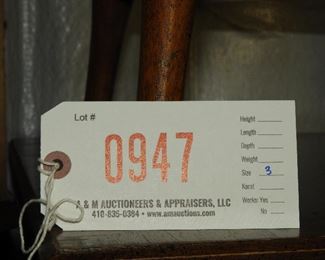 Lot #
0947
A & M AUCTIONEERS & APPRAISERS, LLC
410-835-0384 • www.amauctions.com
Height
Length
Depth
Weight
Size 3
Karat
Works: Yes
No